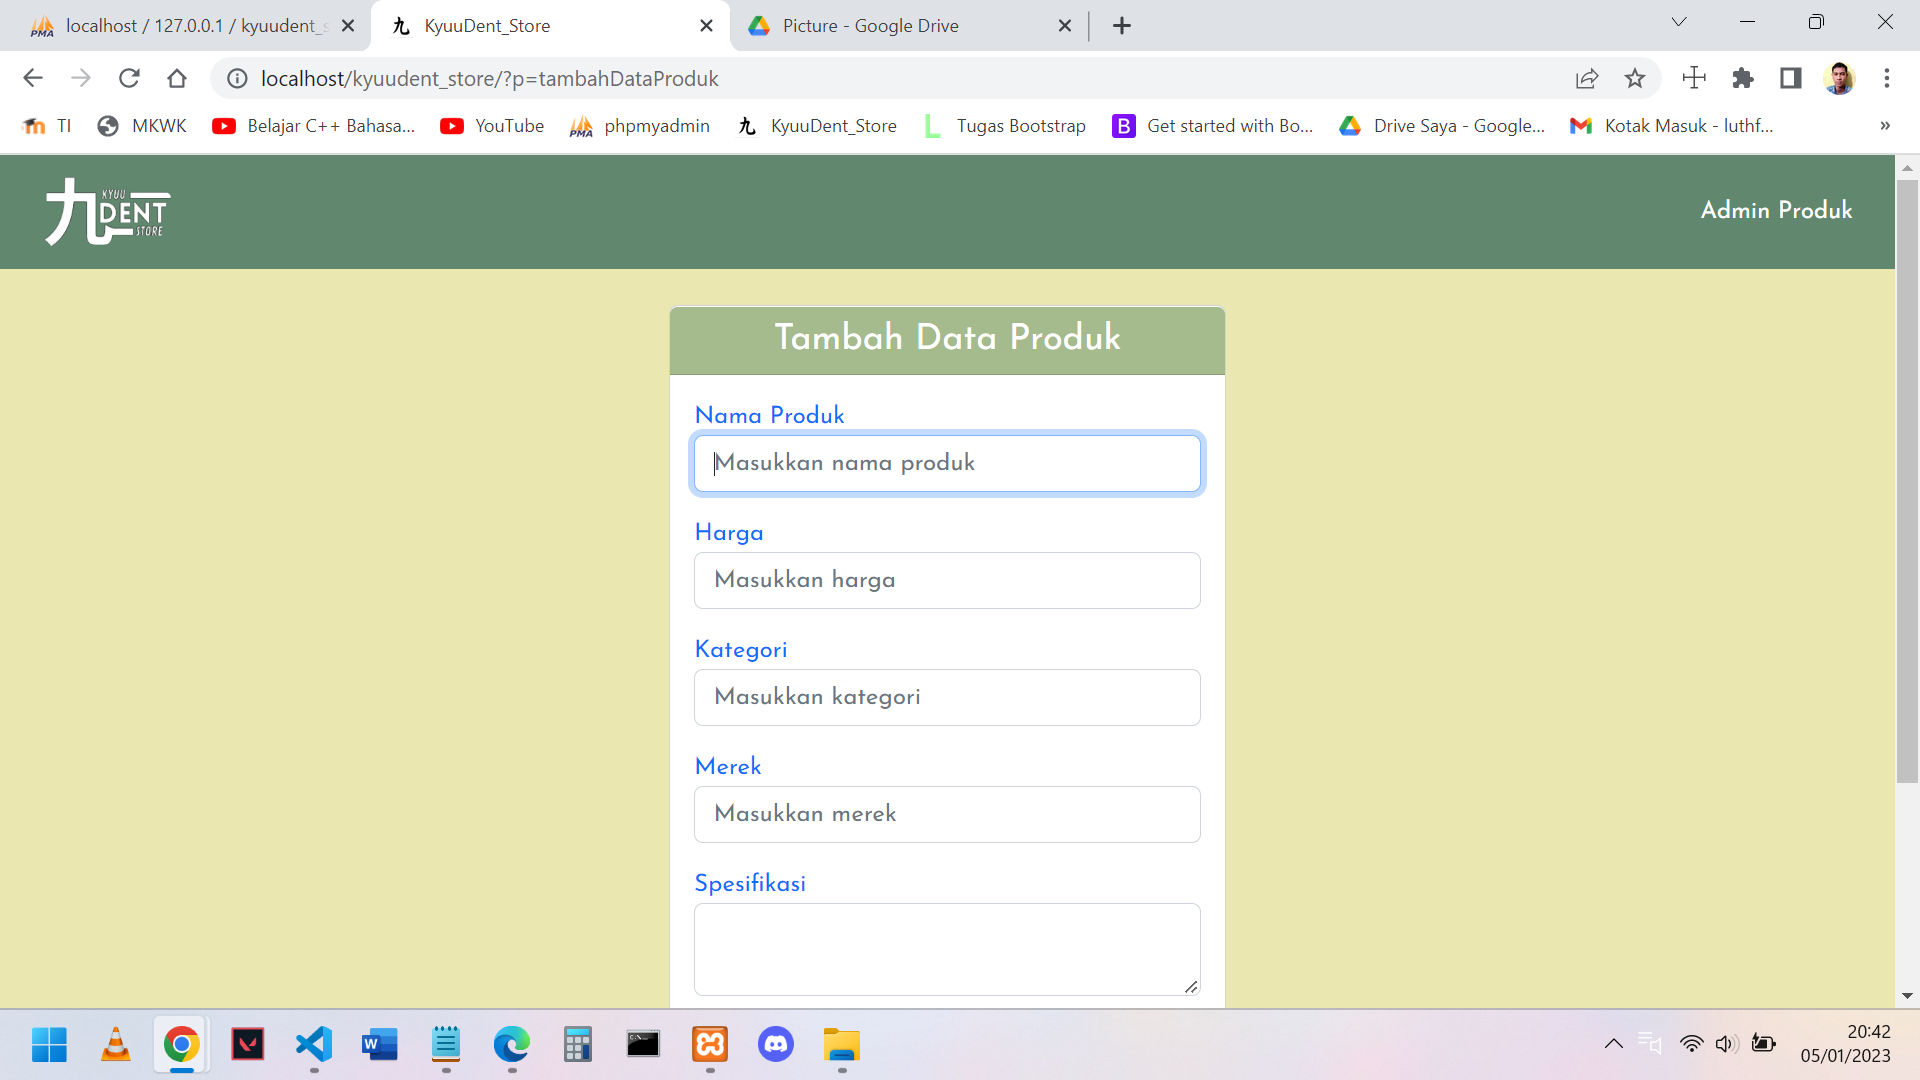 localhost / 127.0.0.1 / kyuudent_s
KyuuDent_Store
Picture - Google Drive
localhost/kyuudent_store/?p=tambahDataProduk
TI
MKWK
Belajar C++ Bahasa...
YouTube
phpmyadmin
KyuuDent_Store
Tugas Bootstrap
Get started with Bo...
Drive Saya - Google...
Kotak Masuk - luthf...
九 KYUU
DENT
STORE
Admin Produk
Tambah Data Produk
Nama Produk
Masukkan nama produk
Harga
Masukkan harga
Kategori
Masukkan kategori
Merek
Masukkan merek
Spesifikasi
20:42
05/01/2023